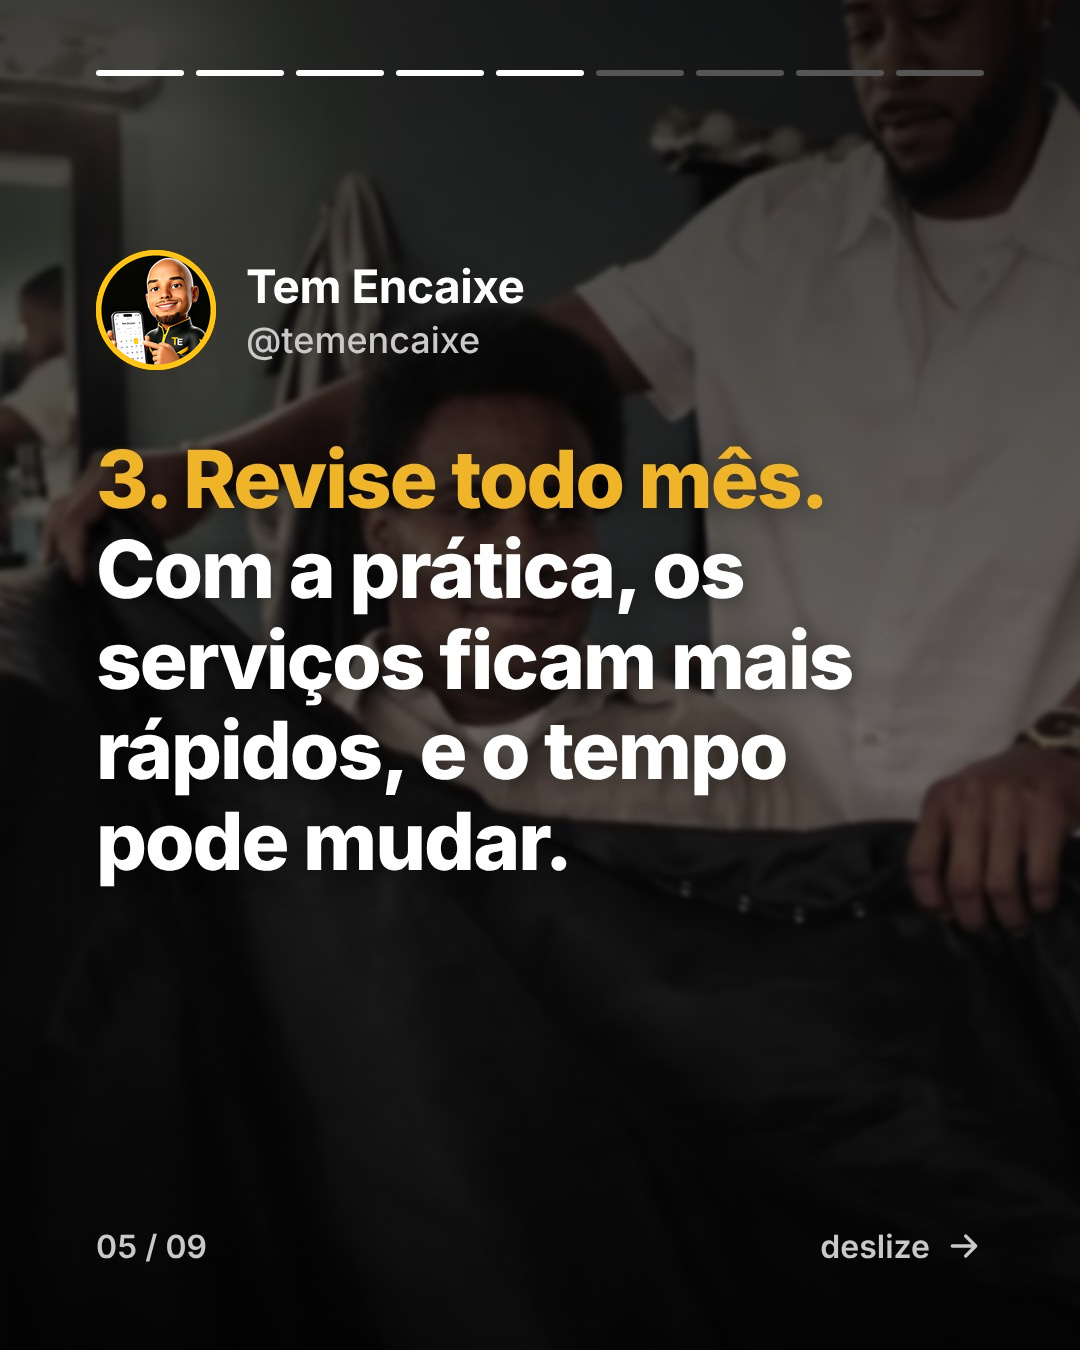 Tem Encaixe
@temencaixe
3. Revise todo mês.
Com a prática, os
serviços ficam mais
rápidos, e o tempo
pode mudar.
05 / 09
deslize →